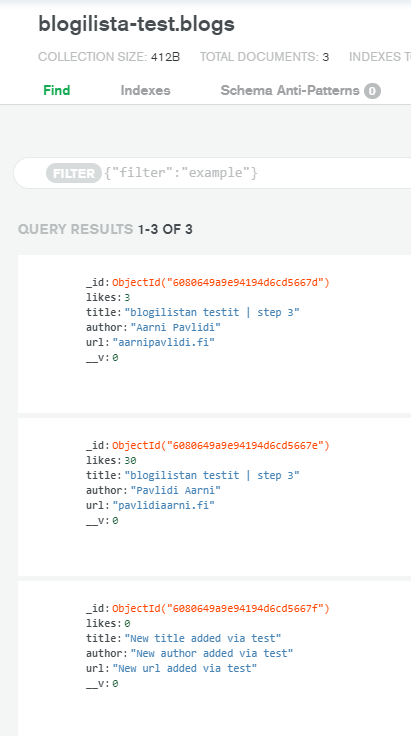 blogilista-test.blogs
COLLECTION SIZE: 412B TOTAL DOCUMENTS: 3 INDEXES
Find Indexes Schema Anti-Patterns 0
FILTER {"filter":"example"}
QUERY RESULTS 1-3 OF 3
_id: ObjectId("6080649a9e94194d6cd5667d")
likes: 3
title: "blogilistan testit | step 3"
author: "Aarni Pavlidi"
url: "aarnipavlidi.fi"
__v: 0
_id: ObjectId("6080649a9e94194d6cd5667e")
likes: 30
title: "blogilistan testit | step 3"
author: "Pavlidi Aarni"
url: "pavlidiaarni.fi"
__v: 0
_id: ObjectId("6080649a9e94194d6cd5667f")
likes: 0
title: "New title added via test"
author: "New author added via test"
url: "New url added via test"
__v: 0